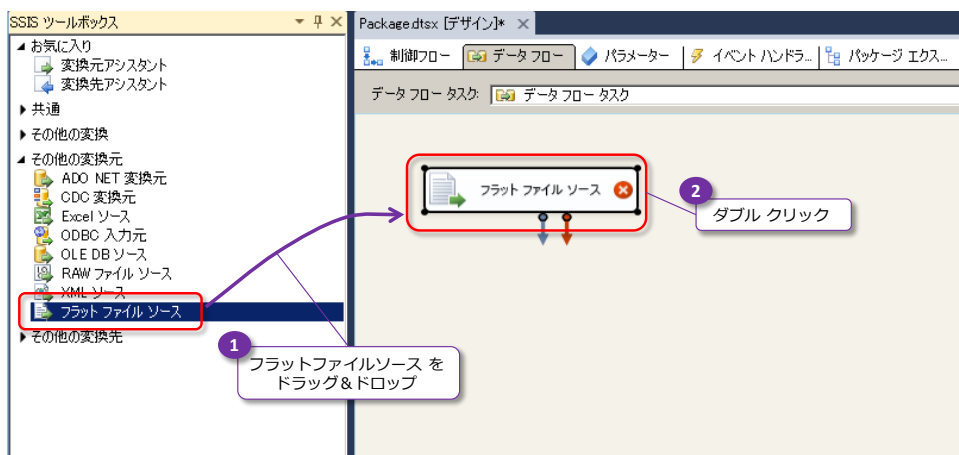 SSIS ツールボックス
お気に入り
変換元アシスタント
変換先アシスタント
共通
その他の変換
その他の変換元
ADO NET 変換元
CDC 変換元
Excel ソース
ODBC 入力元
OLE DB ソース
RAW ファイル ソース
XML ソース
フラット ファイル ソース
その他の変換先
Package.dtsx [デザイン]*
制御フロー
データ フロー
パラメーター
イベント ハンドラ...
パッケージ エクス...
データ フロー タスク:
データ フロー タスク
フラット ファイル ソース
2
ダブル クリック
1
フラットファイルソース を
ドラッグ&ドロップ